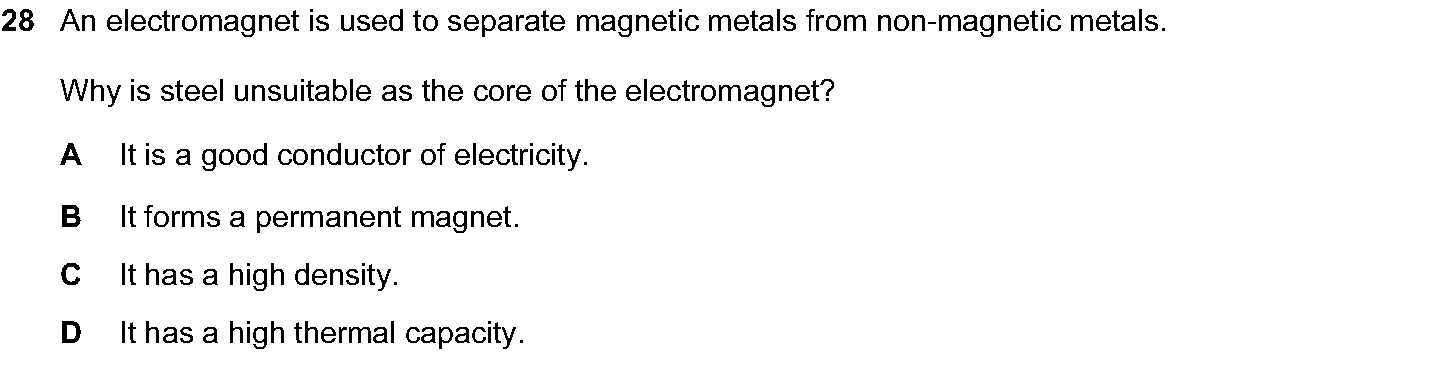 28 An electromagnet is used to separate magnetic metals from non-magnetic metals.
Why is steel unsuitable as the core of the electromagnet?
A It is a good conductor of electricity.
B It forms a permanent magnet.
C It has a high density.
D It has a high thermal capacity.